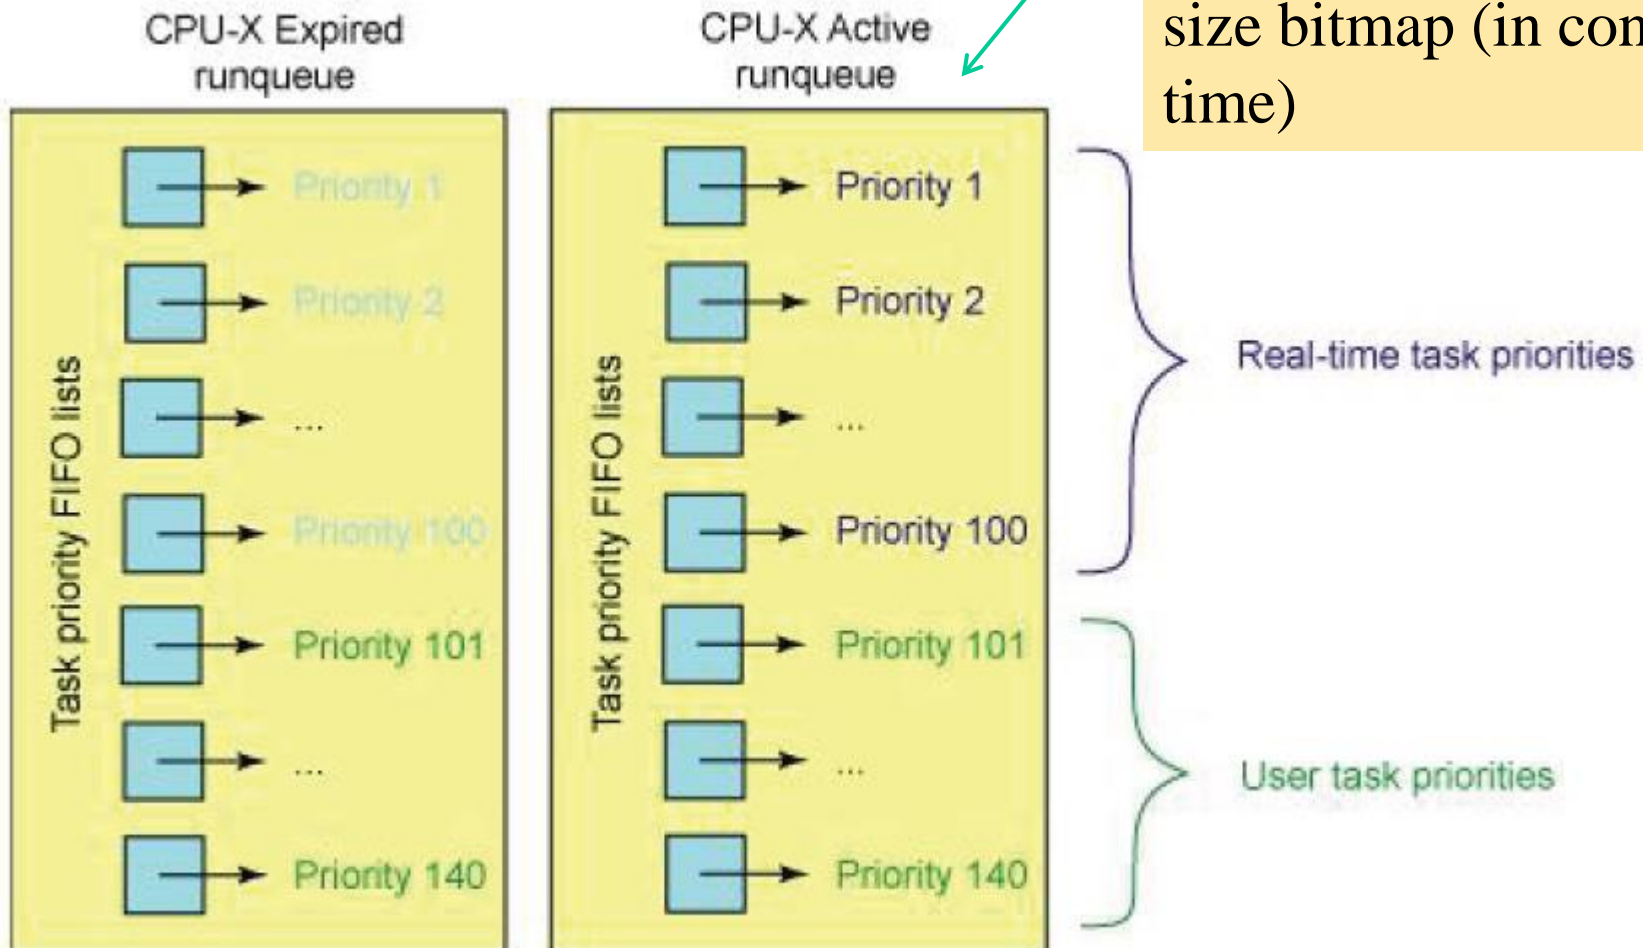 CPU-X Expired
runqueue
Task priority FIFO lists
Priority 1
Priority 2
...
Priority 100
Priority 101
...
Priority 140
CPU-X Active
runqueue
Task priority FIFO lists
Priority 1
Priority 2
...
Priority 100
Priority 101
...
Priority 140
size bitmap (in con
time)
Real-time task priorities
User task priorities